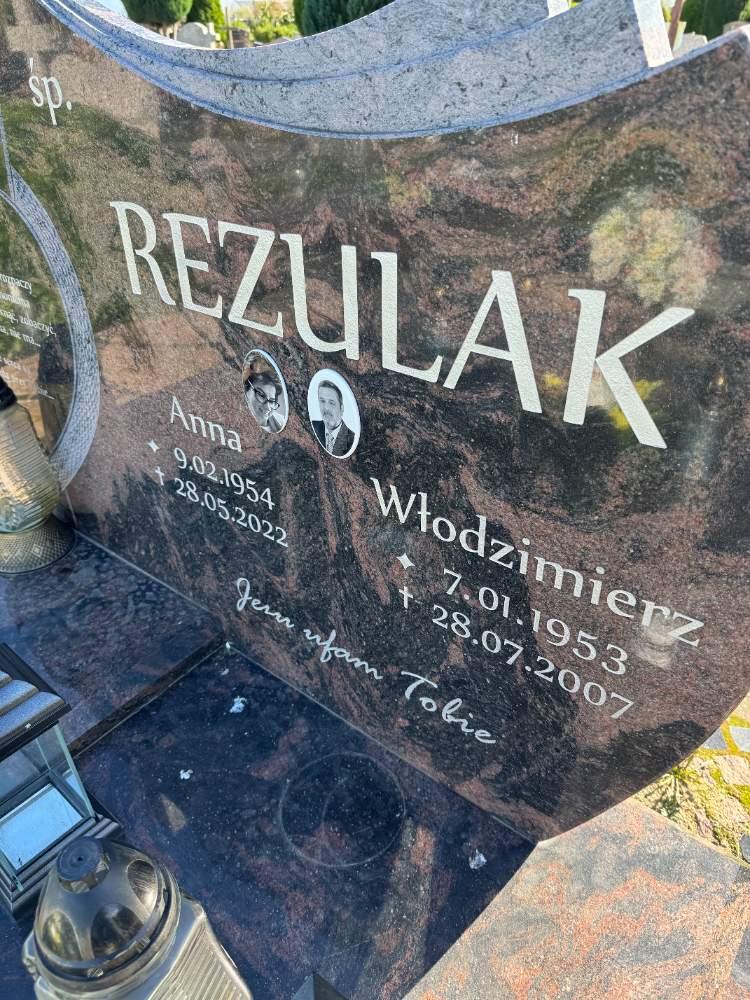 śp.
REZULAK
Anna
9.02.1954
† 28.05.2022
Włodzimierz
7.01.1953
† 28.07.2007
Jezu ufam Tobie
zobaczyć,